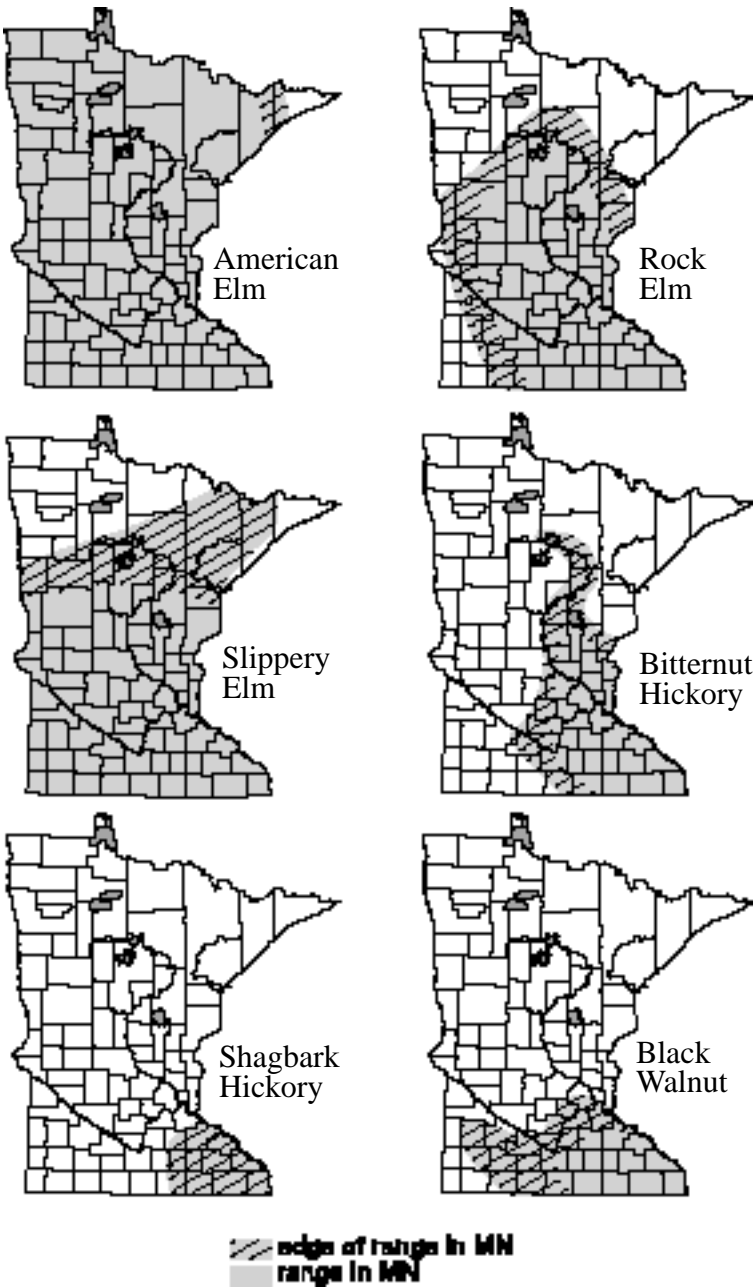 American
Elm
Rock
Elm
Slippery
Elm
Bitternut
Hickory
Shagbark
Hickory
Black
Walnut
edge of range in MN
range in MN